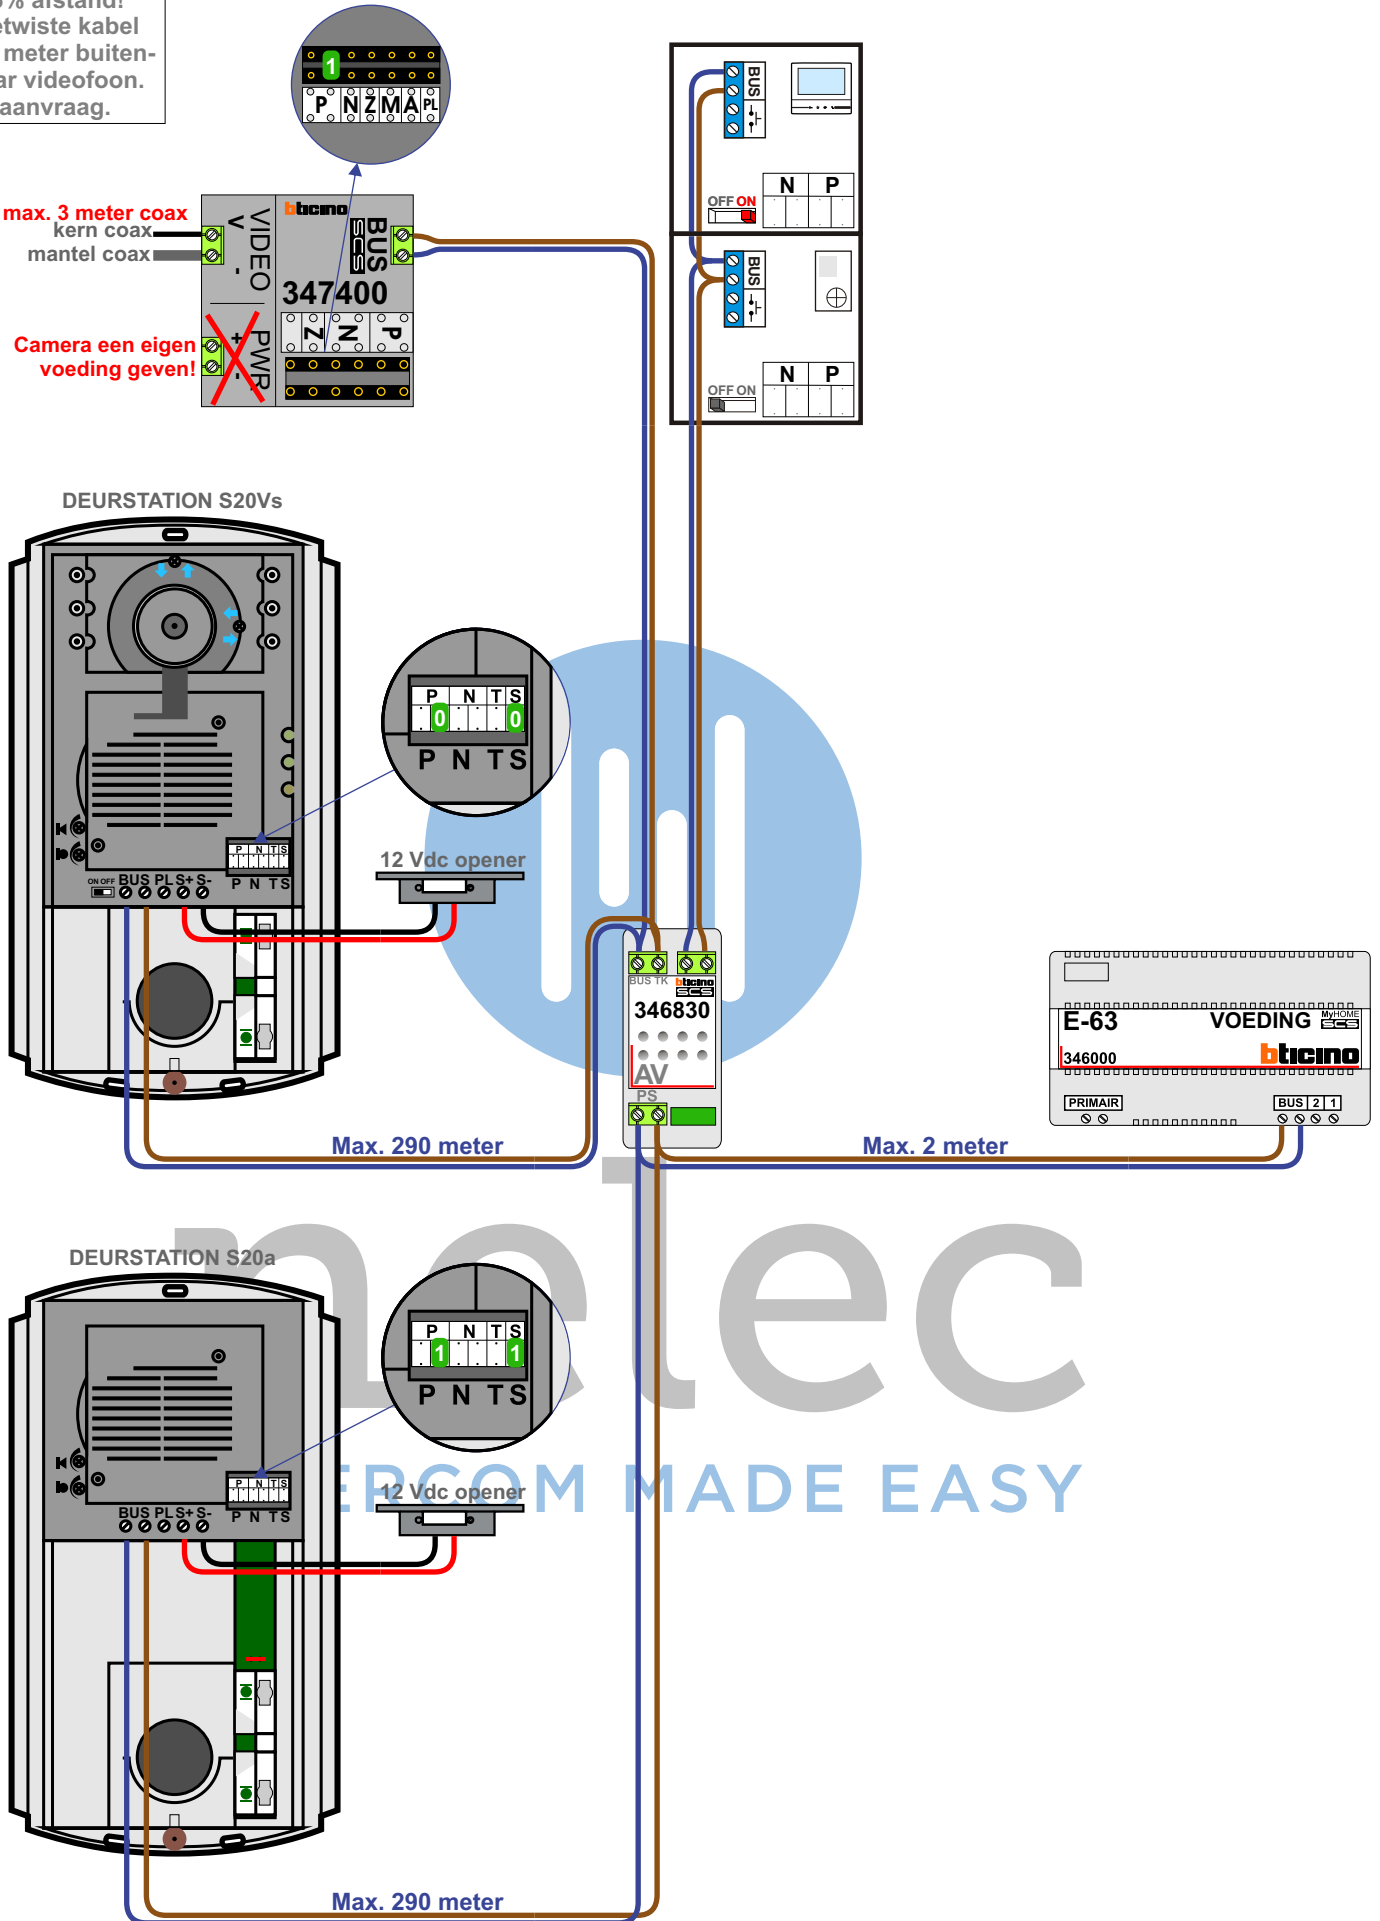 afstand!
etwiste kabel
meter buiten-
ar videofoon.
aanvraag.
1
P N Z M A PL
max. 3 meter coax
kern coax
mantel coax
VIDEO
V -
bticino
BUS
SCS
347400
Z N P
PWR
+ -
Camera een eigen
voeding geven!
BUS
N P
OFF ON
BUS
N P
OFF ON
DEURSTATION S20Vs
P N T S
0 0
P N T S
P N T S
ON OFF BUS PL S+ S-
P N T S
12 Vdc opener
BUS TK bticino
SCS
346830
AV
PS
E-63 VOEDING MyHOME
SCS
346000 bticino
PRIMAIR BUS 2 1
Max. 290 meter
Max. 2 meter
nelec
DEURSTATION S20a
P N T S
1 1
P N T S
P N T S
BUS PL S+ S-
P N T S
12 Vdc opener
ERCOM MADE EASY
Max. 290 meter